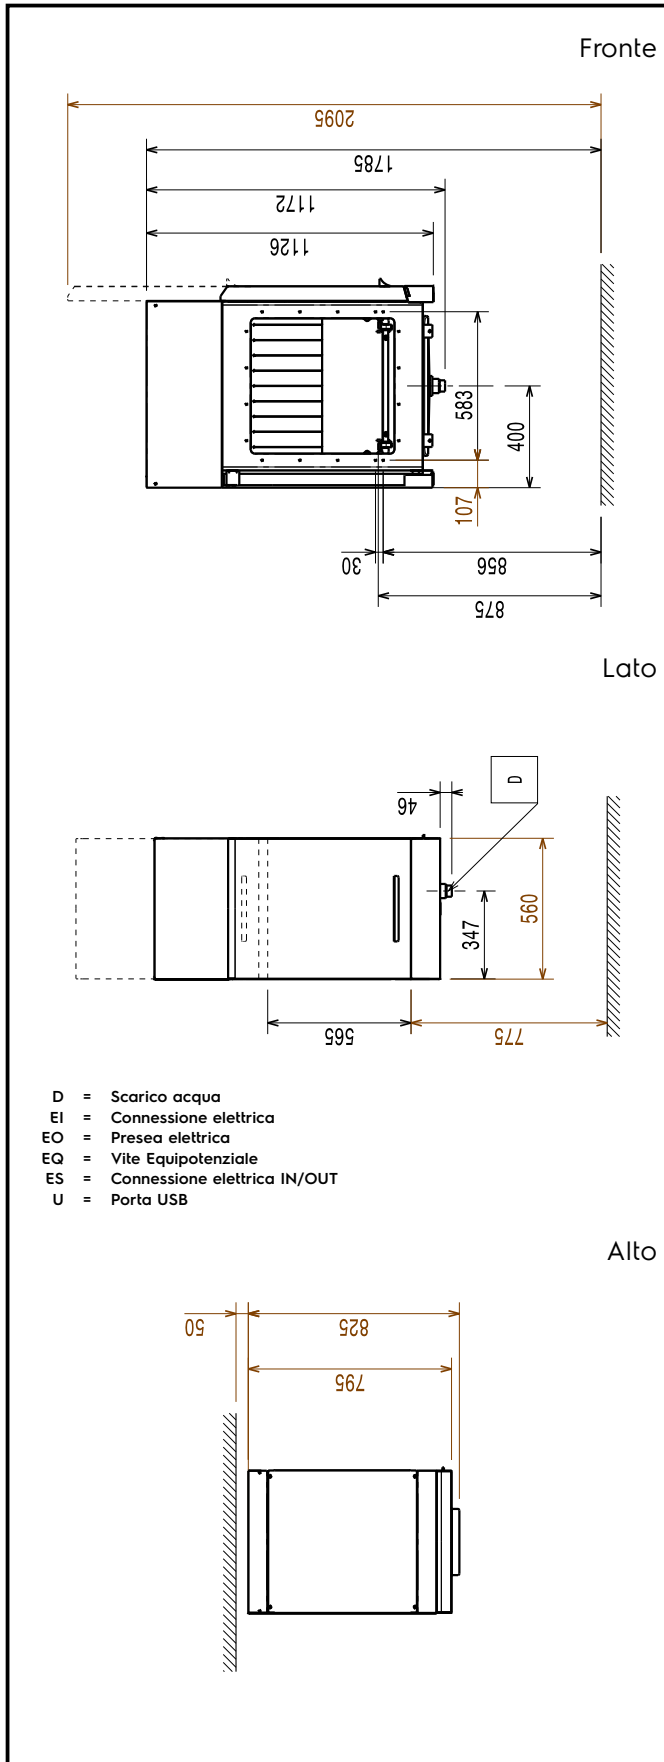 Fronte
2095
1785
1172
1126
583
400
107
30
856
875
Lato
D
46
347
560
565
775
D = Scarico acqua
EI = Connessione elettrica
EO = Presea elettrica
EQ = Vite Equipotenziale
ES = Connessione elettrica IN/OUT
U = Porta USB
Alto
50
825
795